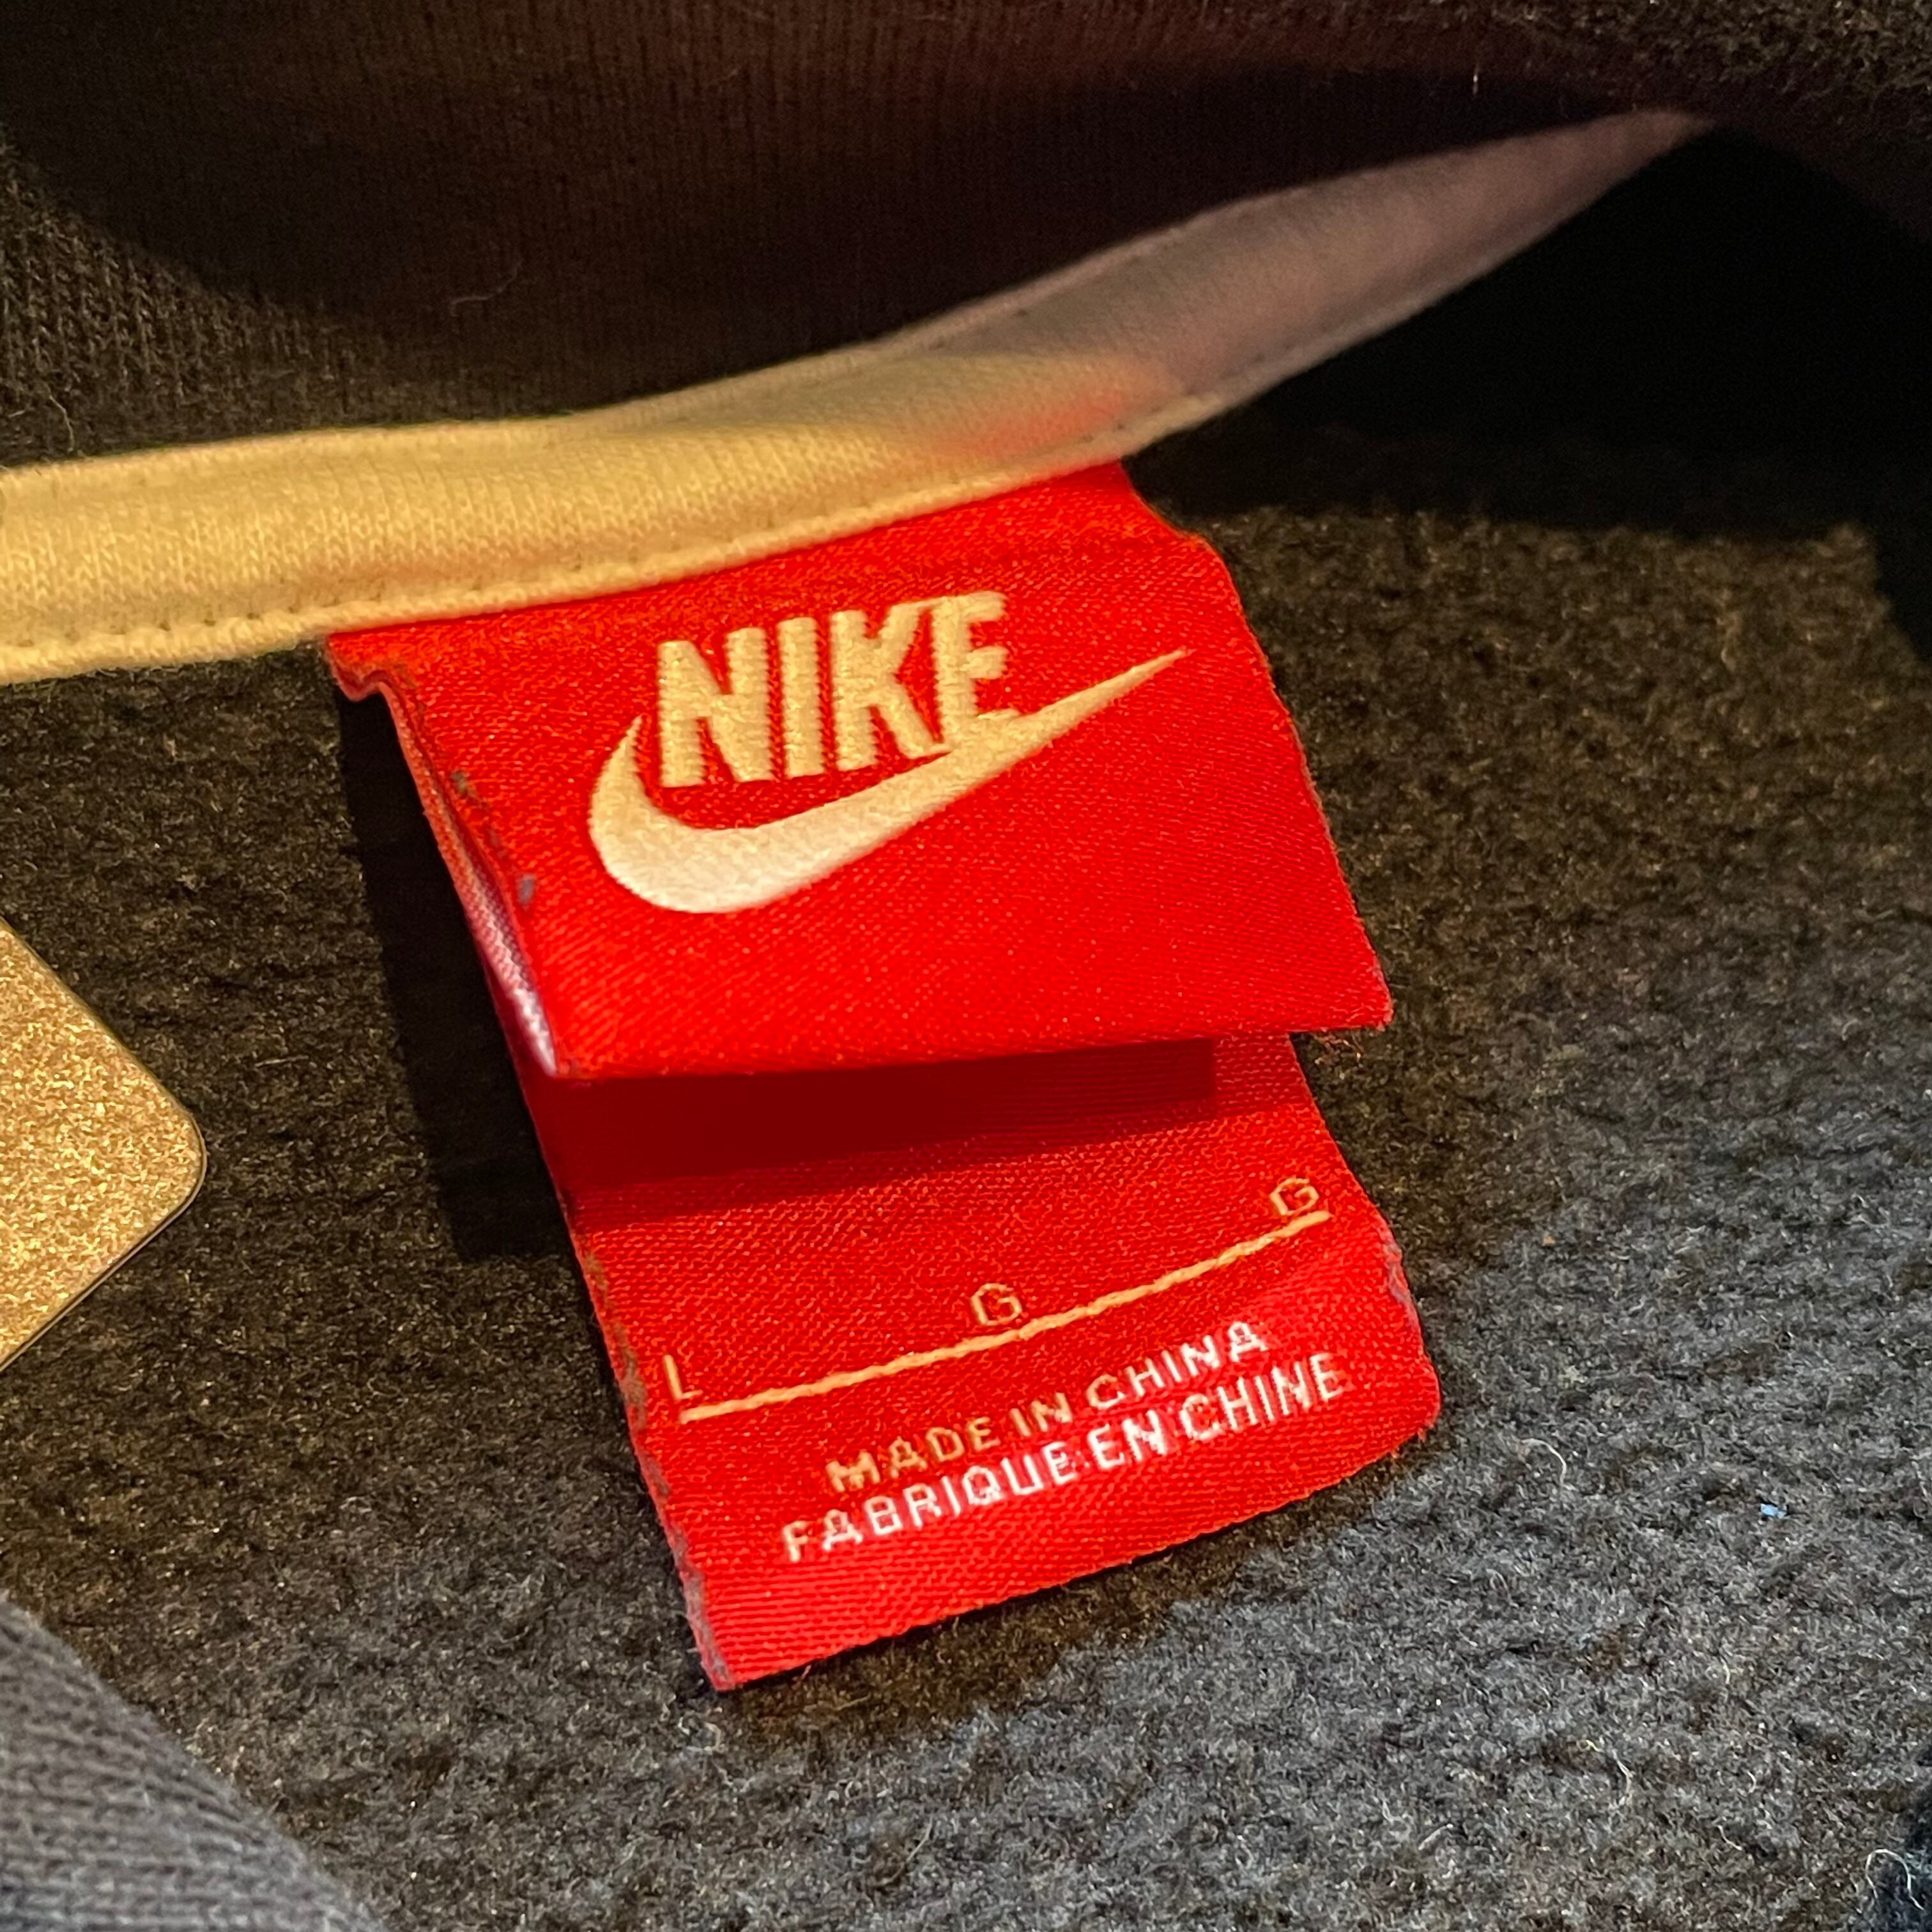 NIKE
L G G
MADE IN CHINA
FABRIQUE EN CHINE